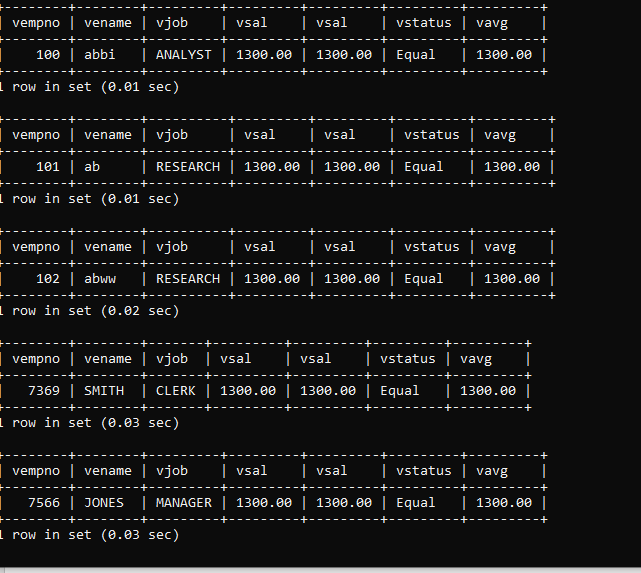 | vempno | vename | vjob | vsal | vsal | vstatus | vavg |
| 100 | abbi | ANALYST | 1300.00 | 1300.00 | Equal | 1300.00 |
1 row in set (0.01 sec)
| vempno | vename | vjob | vsal | vsal | vstatus | vavg |
| 101 | ab | RESEARCH | 1300.00 | 1300.00 | Equal | 1300.00 |
1 row in set (0.01 sec)
| vempno | vename | vjob | vsal | vsal | vstatus | vavg |
| 102 | abww | RESEARCH | 1300.00 | 1300.00 | Equal | 1300.00 |
1 row in set (0.02 sec)
| vempno | vename | vjob | vsal | vsal | vstatus | vavg |
| 7369 | SMITH | CLERK | 1300.00 | 1300.00 | Equal | 1300.00 |
1 row in set (0.03 sec)
| vempno | vename | vjob | vsal | vsal | vstatus | vavg |
| 7566 | JONES | MANAGER | 1300.00 | 1300.00 | Equal | 1300.00 |
1 row in set (0.03 sec)